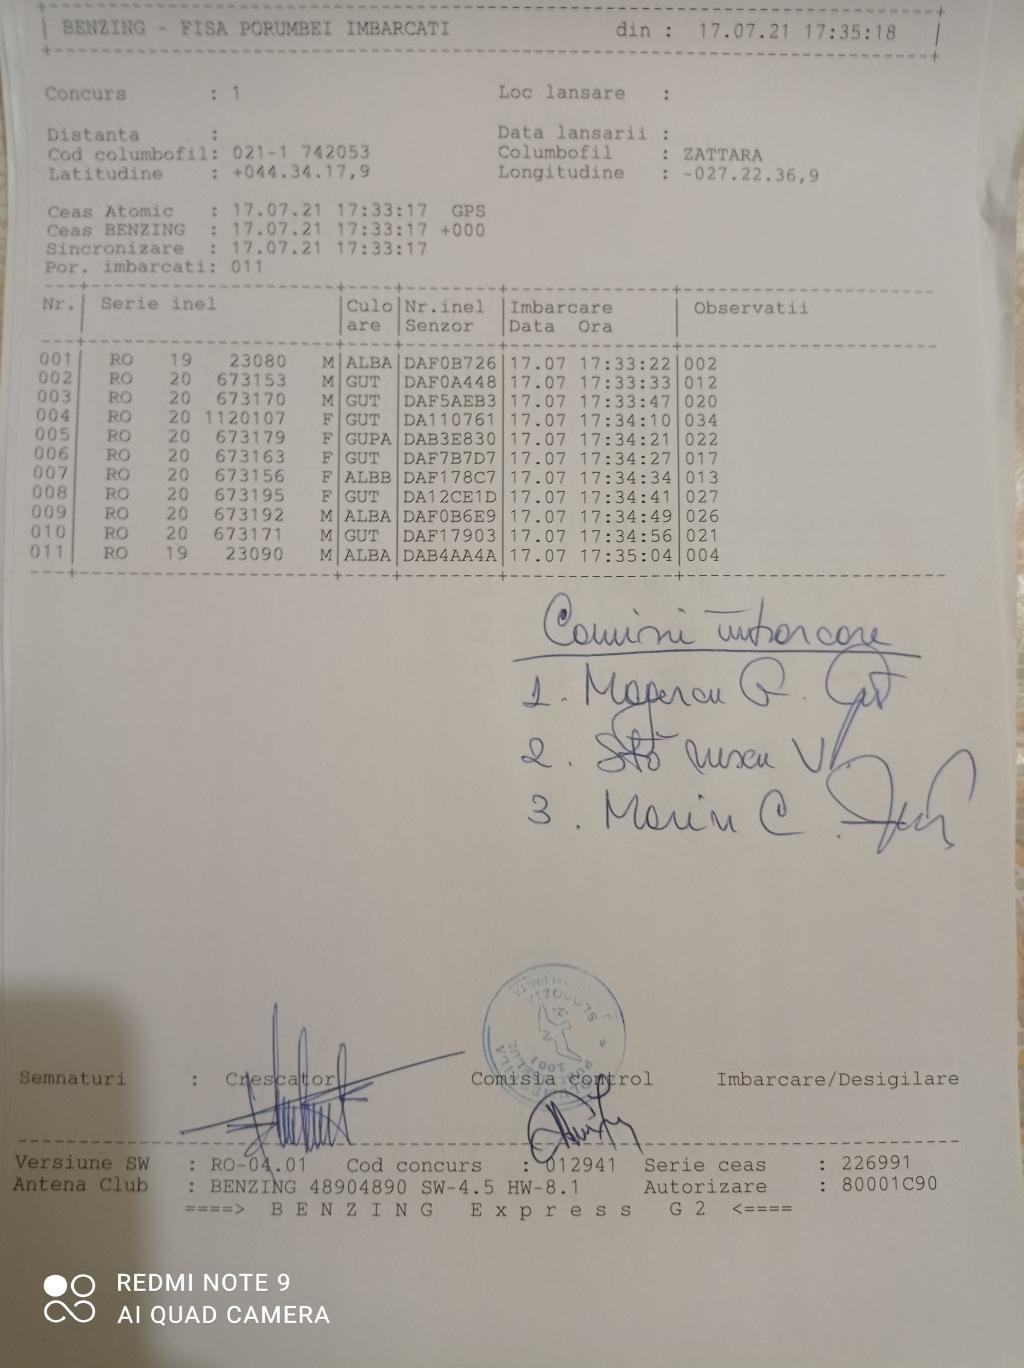 BENZING - FISA PORUMBEI IMBARCATI din : 17.07.21 17:35:18
Concurs : 1 Loc lansare :
Distanta : Data lansarii :
Cod columbofil: 021-1 742053 Columbofil : ZATTARA
Latitudine : +044.34.17,9 Longitudine : -027.22.36,9
Ceas Atomic : 17.07.21 17:33:17 GPS
Ceas BENZING : 17.07.21 17:33:17 +000
Sincronizare : 17.07.21 17:33:17
Por. imbarcati: 011
Nr. Serie inel Culo Nr.inel Imbarcare Observatii
are Senzor Data Ora
001 RO 19 23080 M ALBA DAF0B726 17.07 17:33:22 002
002 RO 20 673153 M GUT DAF0A448 17.07 17:33:33 012
003 RO 20 673170 M GUT DAF5AEB3 17.07 17:33:47 020
004 RO 20 1120107 F GUT DA110761 17.07 17:34:10 034
005 RO 20 673179 F GUPA DAB3E830 17.07 17:34:21 022
006 RO 20 673163 F GUT DAF7B7D7 17.07 17:34:27 017
007 RO 20 673156 F ALBB DAF178C7 17.07 17:34:34 013
008 RO 20 673195 F GUT DA12CE1D 17.07 17:34:41 027
009 RO 20 673192 M ALBA DAF0B6E9 17.07 17:34:49 026
010 RO 20 673171 M GUT DAF17903 17.07 17:34:56 021
011 RO 19 23090 M ALBA DAB4AA4A 17.07 17:35:04 004
1. G.
2. V
3. Marin C
SLOBOZIA
2001
Semnaturi : Crescator Comisia control Imbarcare/Desigilare
Versiune SW : RO-04.01 Cod concurs : 012941 Serie ceas : 226991
Antena Club : BENZING 48904890 SW-4.5 HW-8.1 Autorizare : 80001C90
====> B E N Z I N G E x p r e s s G 2 <====
REDMI NOTE 9
AI QUAD CAMERA